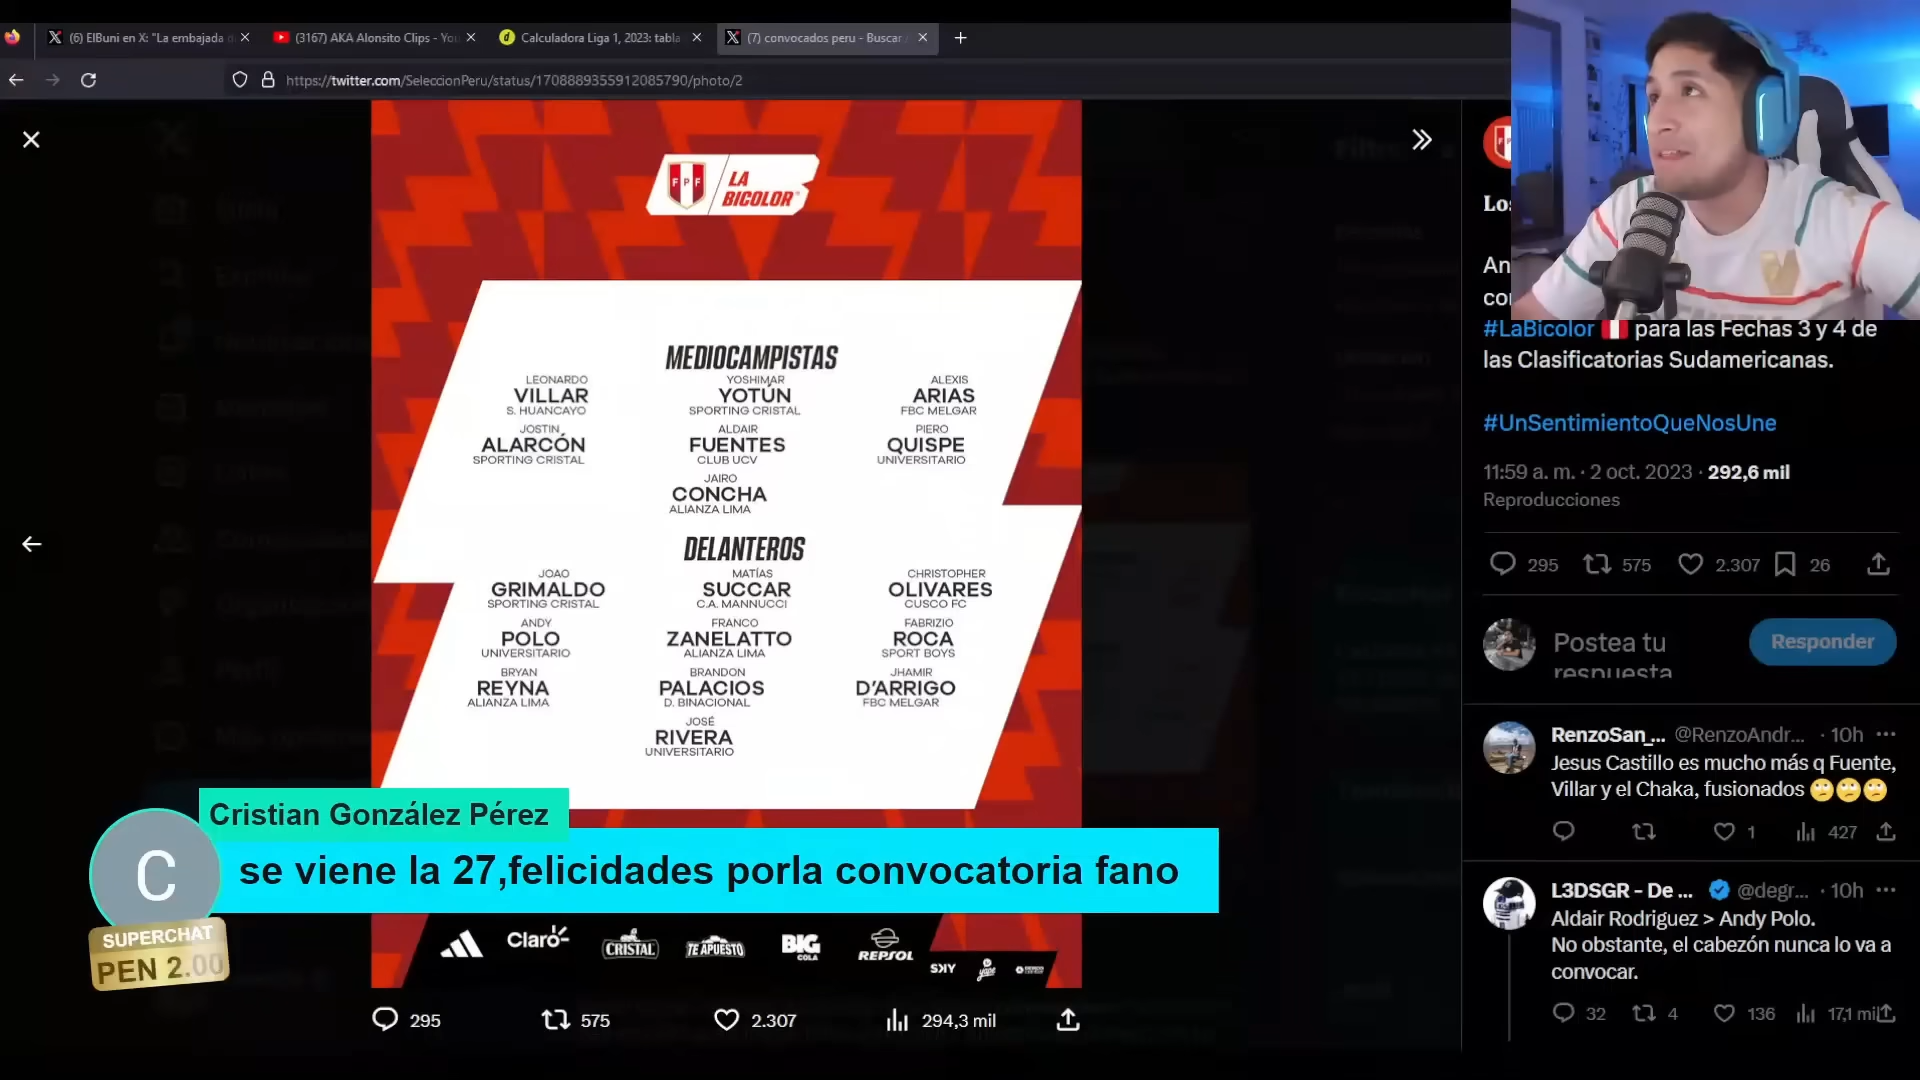 (6) ElBuni en X: "La embajada d
(3167) AKA Alonsito Clips - You
Calculadora Liga 1, 2023: tabla
(7) convocados peru - Buscar
https://twitter.com/SeleccionPeru/status/1708889355912085790/photo/2
FPF
LA
BICOLOR
MEDIOCAMPISTAS
LEONARDO
VILLAR
S. HUANCAYO
YOSHIMAR
YOTÚN
SPORTING CRISTAL
ALEXIS
ARIAS
FBC MELGAR
JOSTIN
ALARCÓN
SPORTING CRISTAL
ALDAIR
FUENTES
CLUB UCV
PIERO
QUISPE
UNIVERSITARIO
JAIRO
CONCHA
ALIANZA LIMA
DELANTEROS
JOAO
GRIMALDO
SPORTING CRISTAL
MATÍAS
SUCCAR
C.A. MANNUCCI
CHRISTOPHER
OLIVARES
CUSCO FC
ANDY
POLO
UNIVERSITARIO
FRANCO
ZANELATTO
ALIANZA LIMA
FABRIZIO
ROCA
SPORT BOYS
BRYAN
REYNA
ALIANZA LIMA
BRANDON
PALACIOS
D. BINACIONAL
JHAMIR
D'ARRIGO
FBC MELGAR
JOSÉ
RIVERA
UNIVERSITARIO
Cristian González Pérez
C
se viene la 27,felicidades porla convocatoria fano
SUPERCHAT
PEN 2.00
Claro
CRISTAL
TE APUESTO
BIG
COLA
REPSOL
SKY
yape
295
575
2.307
294,3 mil
Los
An
co
#LaBicolor para las Fechas 3 y 4 de
las Clasificatorias Sudamericanas.
#UnSentimientoQueNosUne
11:59 a. m. · 2 oct. 2023 · 292,6 mil
Reproducciones
295
575
2.307
26
Postea tu
respuesta
Responder
RenzoSan_... @RenzoAndr... · 10h
Jesus Castillo es mucho más q Fuente,
Villar y el Chaka, fusionados 🙄🙄🙄
1
427
L3DSGR - De ... @degr... · 10h
Aldair Rodriguez > Andy Polo.
No obstante, el cabezón nunca lo va a
convocar.
32
4
136
17,1 mil